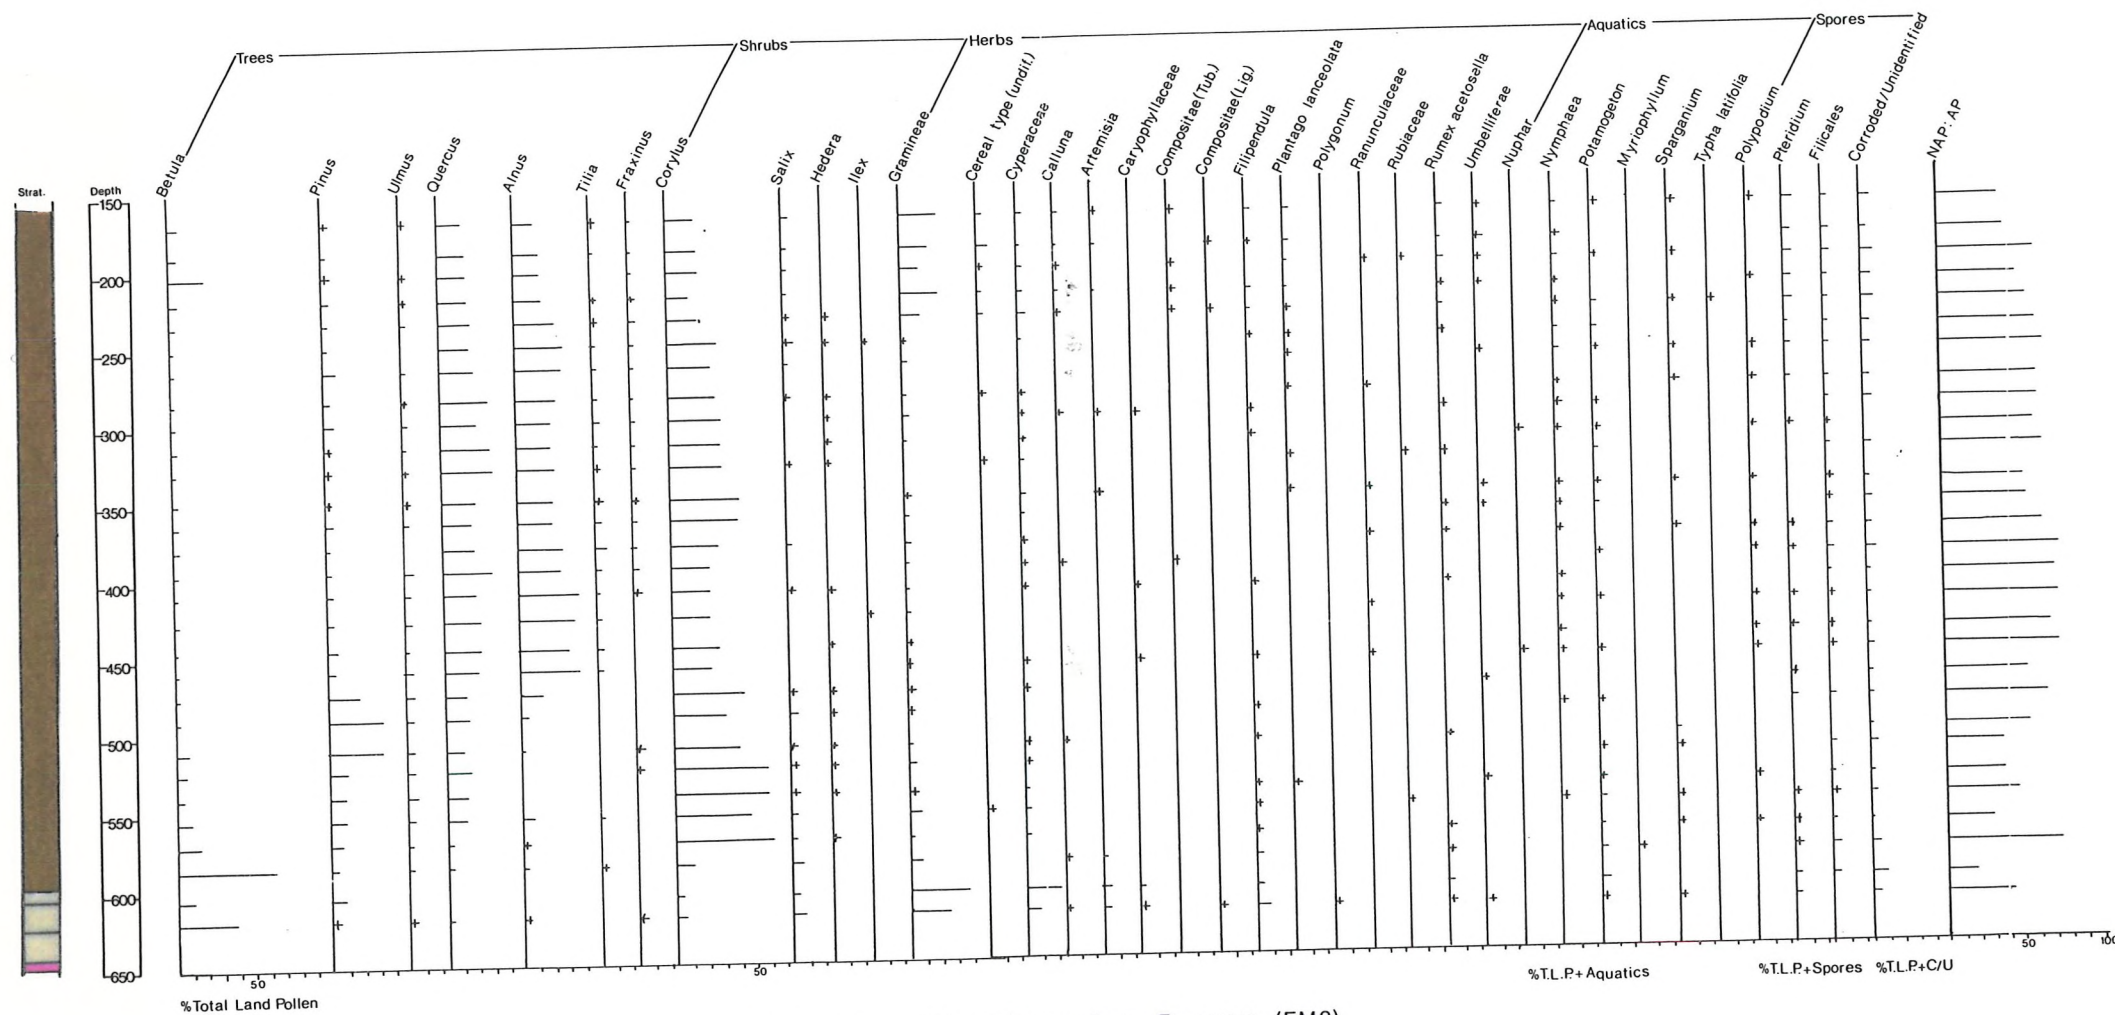 Trees
Shrubs
Herbs
Aquatics
Spores
Betula
Pinus
Ulmus
Quercus
Alnus
Tilia
Fraxinus
Corylus
Salix
Hedera
Ilex
Gramineae
Cereal type (undif.)
Cyperaceae
Calluna
Artemisia
Caryophyllaceae
Compositae (Tub.)
Compositae (Lig.)
Filipendula
Plantago lanceolata
Polygonum
Ranunculaceae
Rubiaceae
Rumex acetosella
Umbelliferae
Nuphar
Nymphaea
Potamogeton
Myriophyllum
Sparganium
Typha latifolia
Polypodium
Pteridium
Filicales
Corroded/Unidentified
NAP: AP
Strat.
Depth
150
200
250
300
350
400
450
500
550
600
650
50
50
50
100
%Total Land Pollen
%T.L.P.+Aquatics
%T.L.P.+Spores
%T.L.P.+C/U